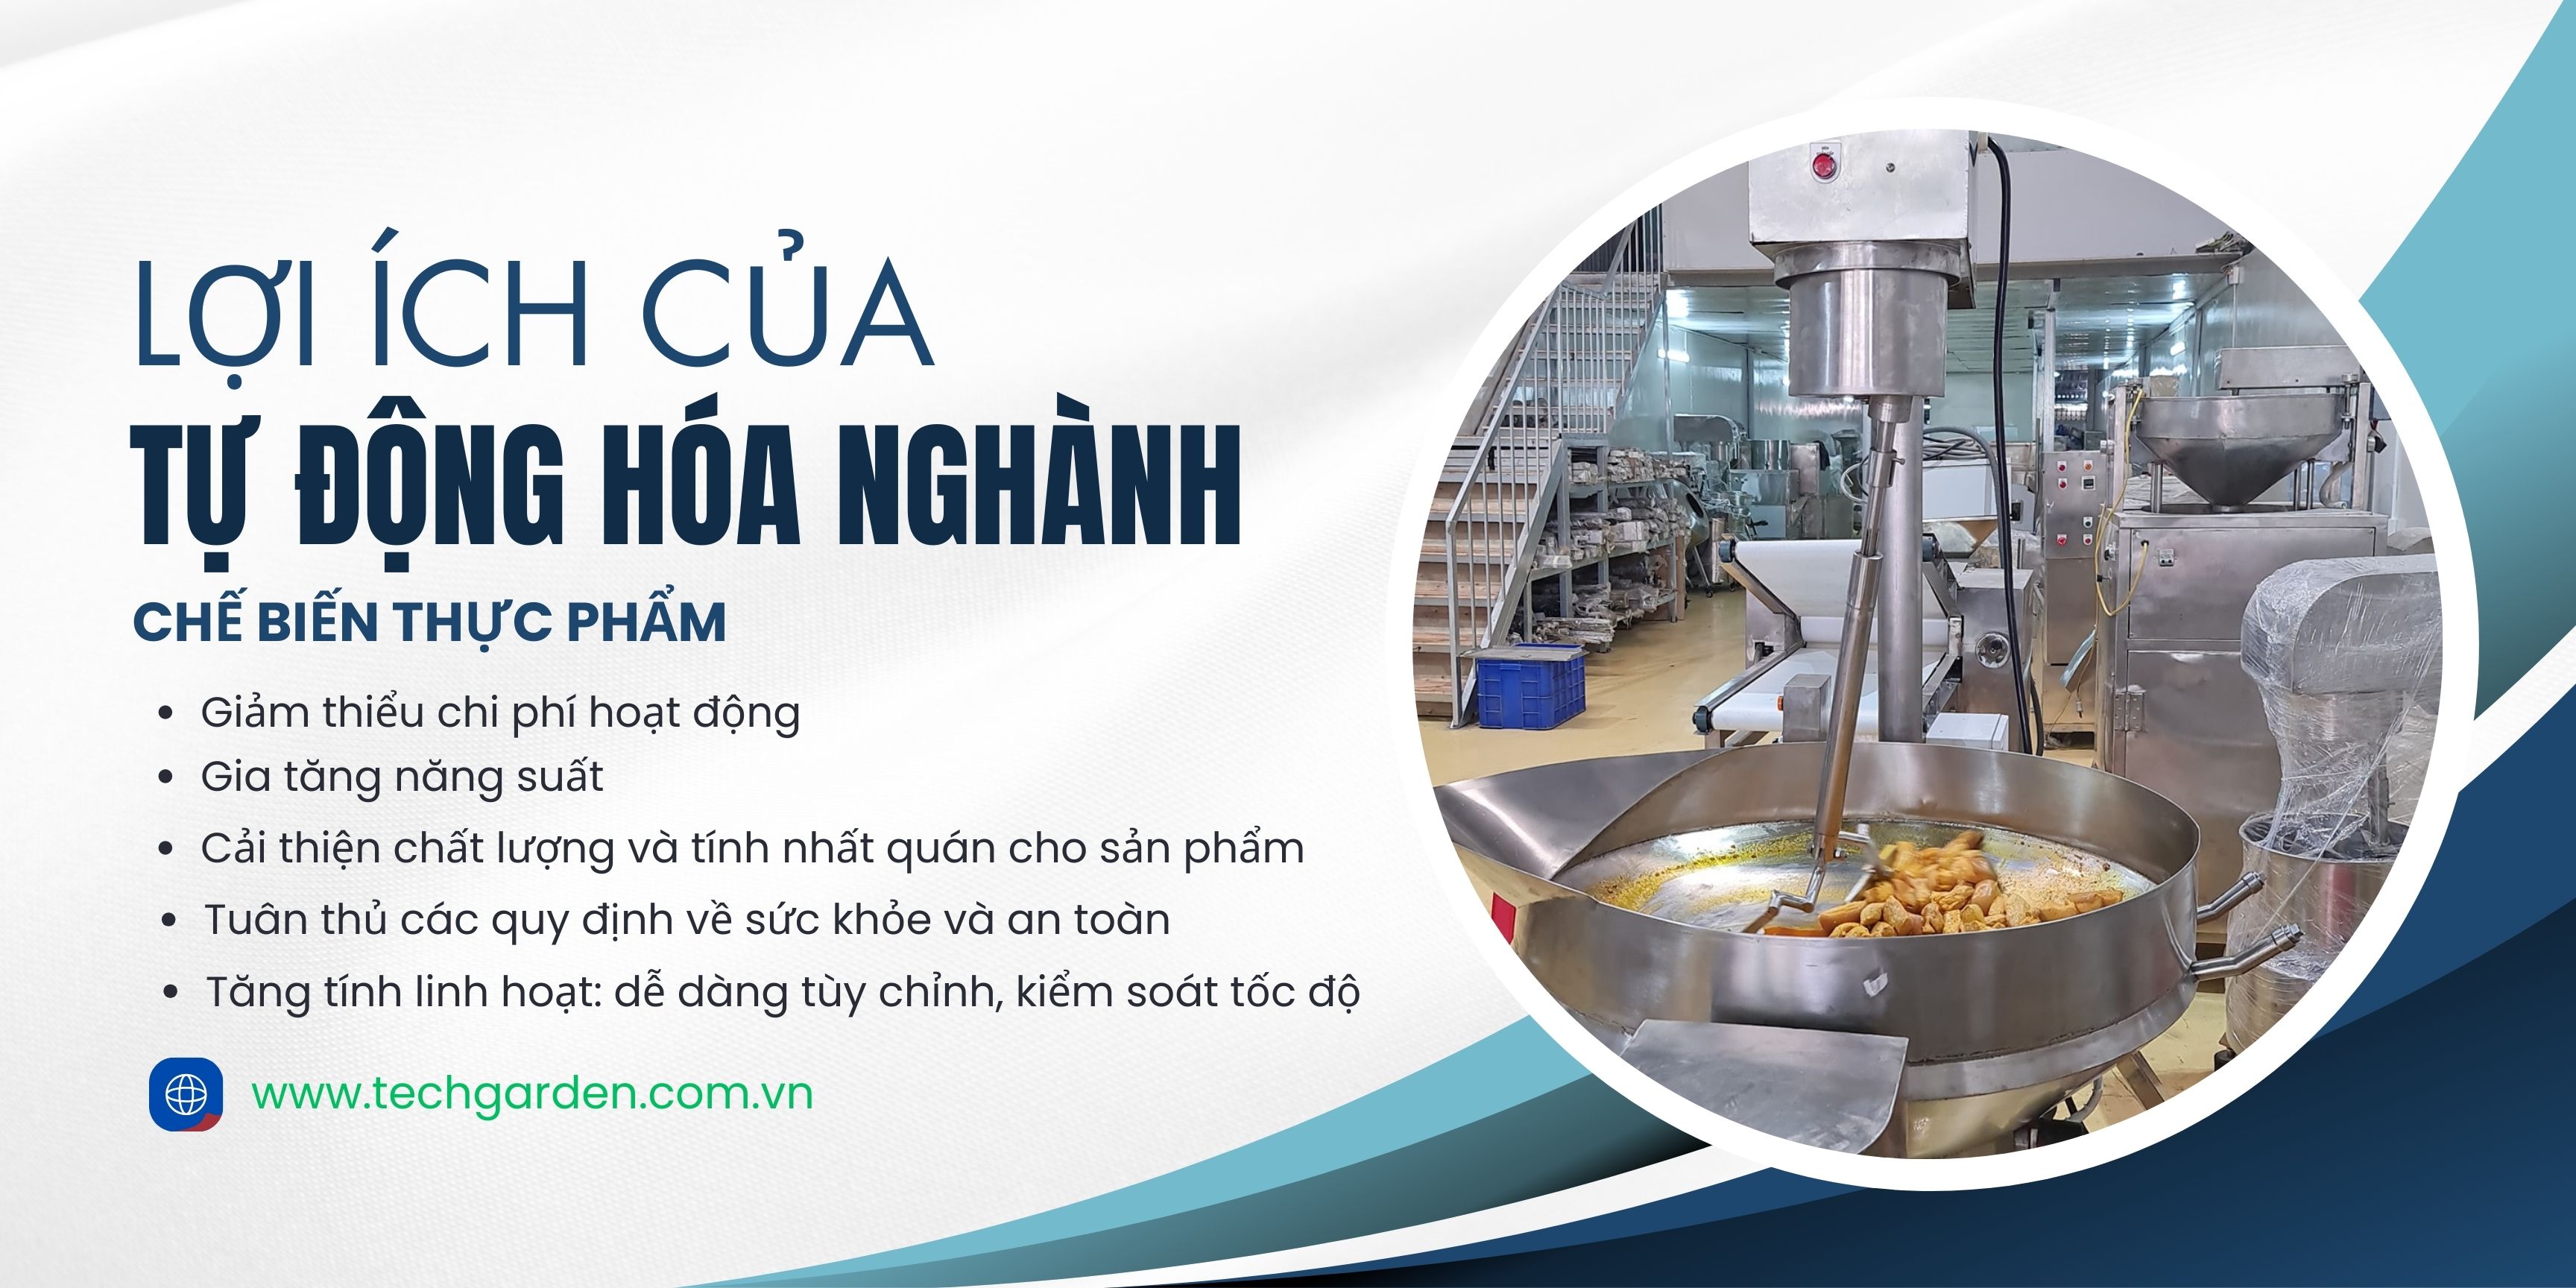 LỢI ÍCH CỦA
TỰ ĐỘNG HÓA NGHÀNH
CHẾ BIẾN THỰC PHẨM
• Giảm thiểu chi phí hoạt động
• Gia tăng năng suất
• Cải thiện chất lượng và tính nhất quán cho sản phẩm
• Tuân thủ các quy định về sức khỏe và an toàn
• Tăng tính linh hoạt: dễ dàng tùy chỉnh, kiểm soát tốc độ
www.techgarden.com.vn